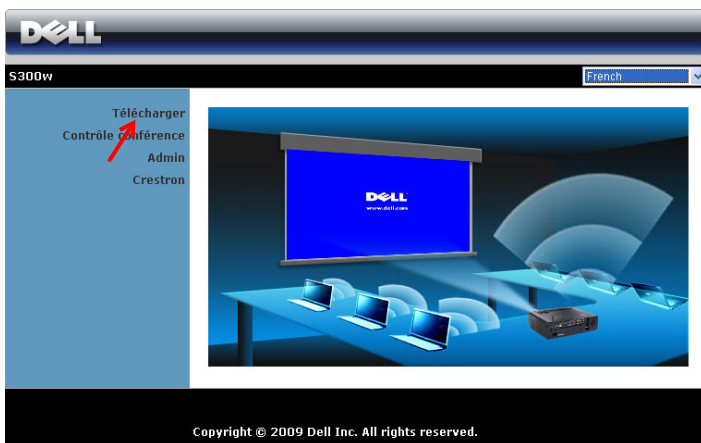 DELL
S300w
French
Télécharger
Contrôle conférence
Admin
Crestron
DELL
www.dell.com
Copyright © 2009 Dell Inc. All rights reserved.